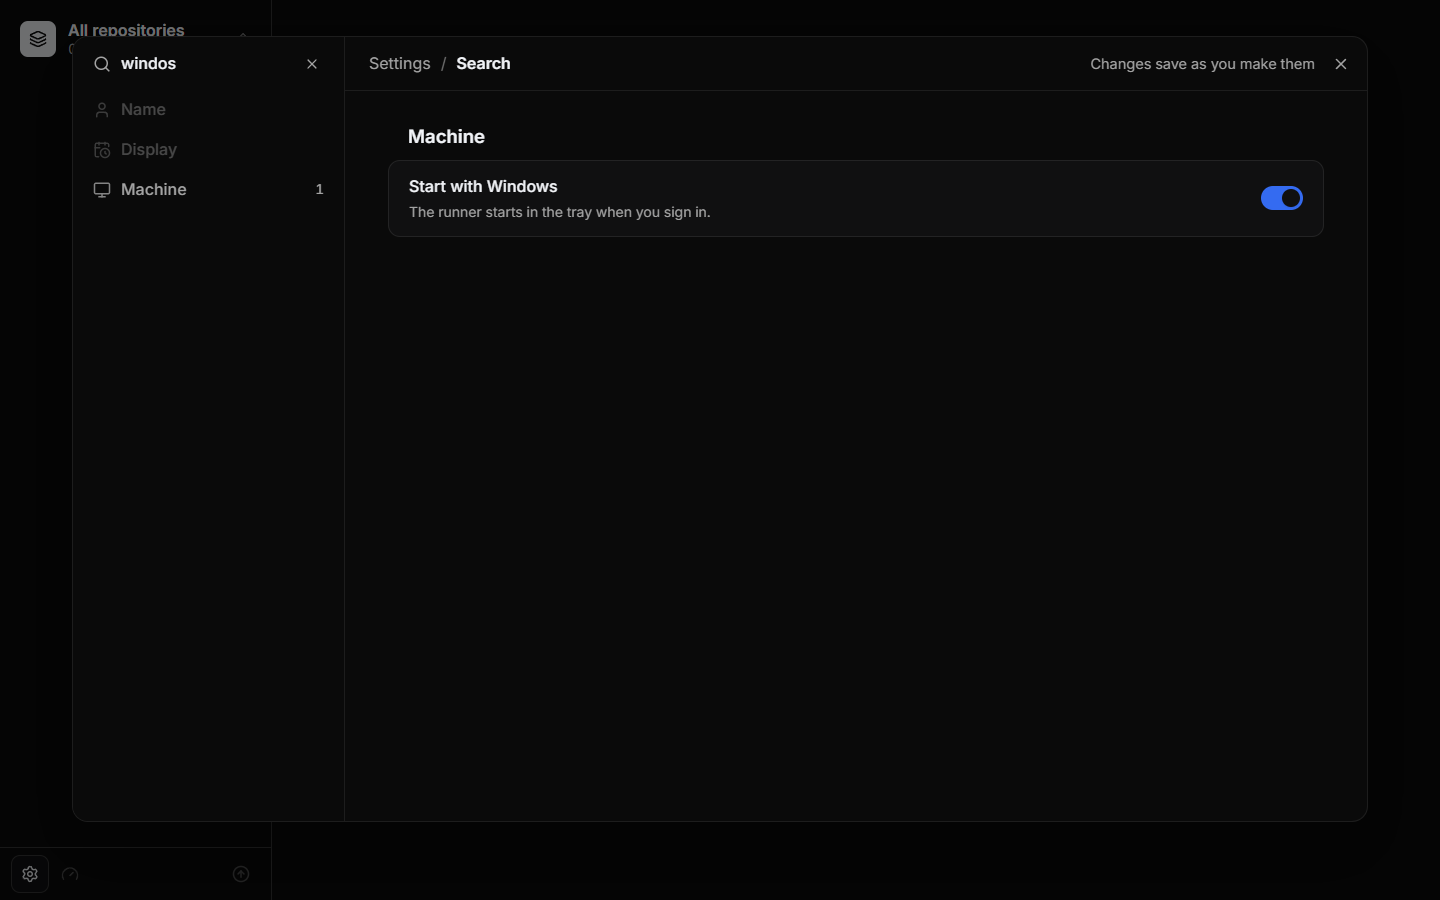 All repositories
windos
Settings / Search
Changes save as you make them
Name
Display
Machine 1
Machine
Start with Windows
The runner starts in the tray when you sign in.